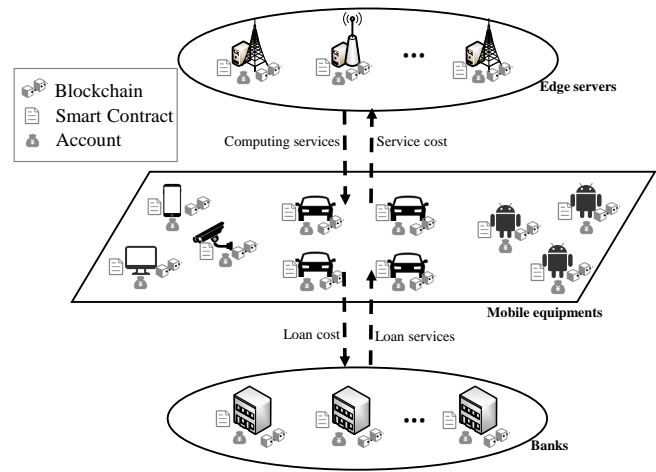 Blockchain
Smart Contract
Account
Edge servers
Computing services
Service cost
Mobile equipments
Loan cost
Loan services
Banks